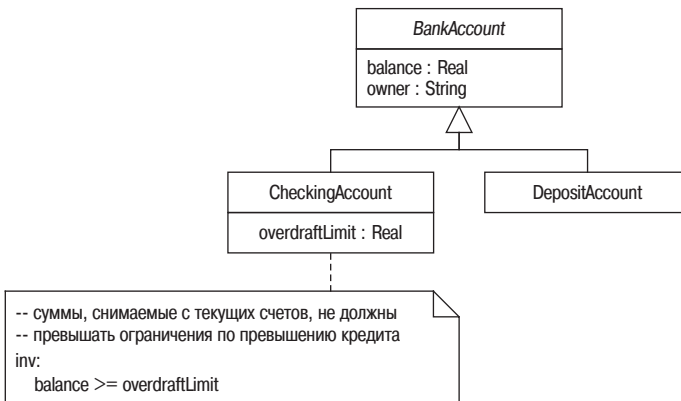 BankAccount
balance : Real
owner : String
CheckingAccount
DepositAccount
overdraftLimit : Real
-- суммы, снимаемые с текущих счетов, не должны
-- превышать ограничения по превышению кредита
inv:
balance >= overdraftLimit